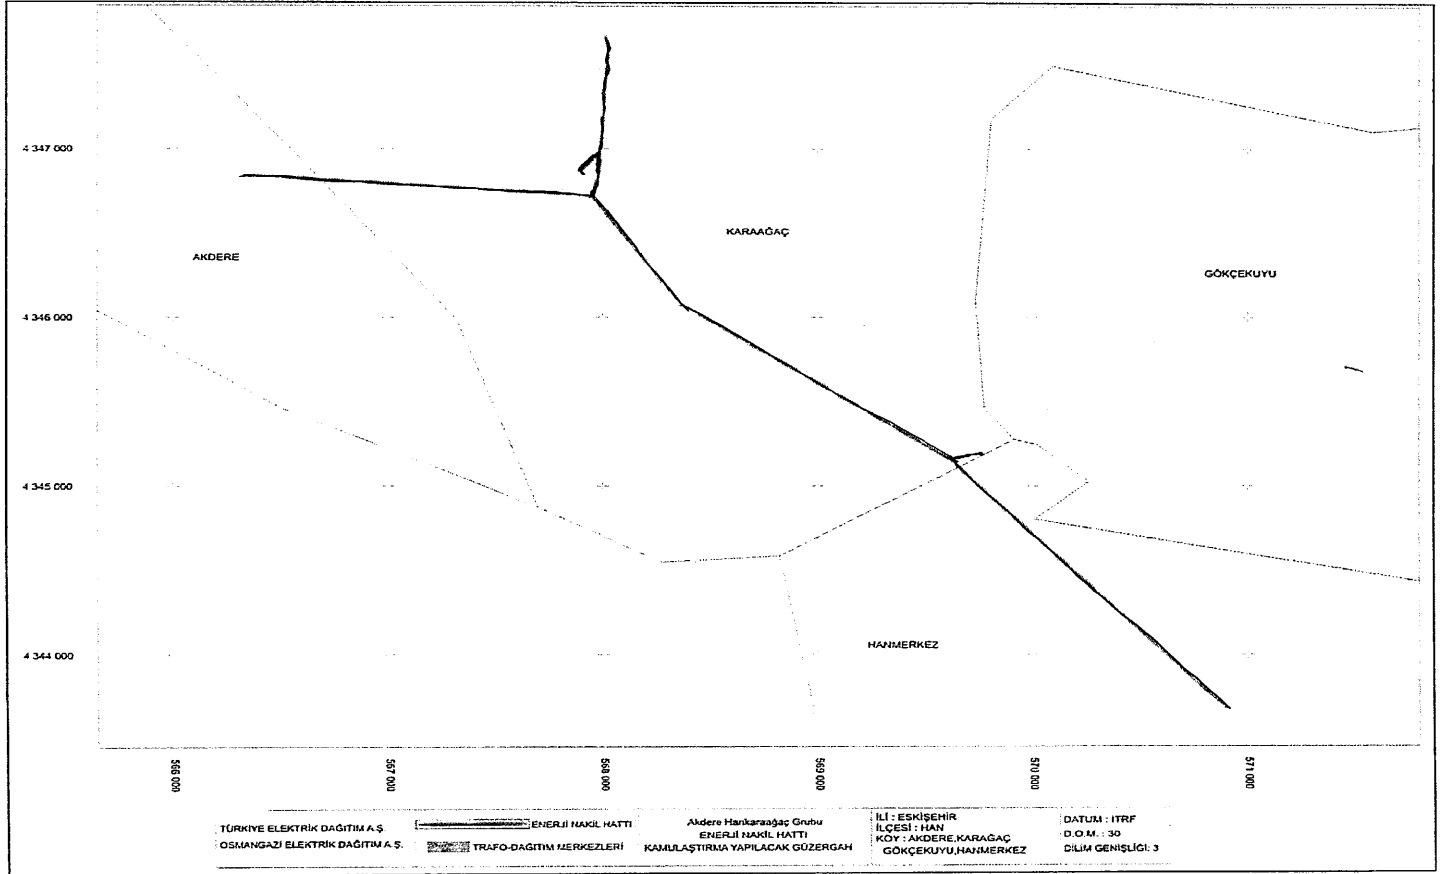 4 347 000
KARAAĞAÇ
AKDERE
GÖKÇEKUYU
4 346 000
4 345 000
HANMERKEZ
4 344 000
566 000
567 000
568 000
569 000
570 000
571 000
TÜRKİYE ELEKTRİK DAĞITIM A.Ş.
OSMANGAZİ ELEKTRİK DAĞITIM A.Ş.
ENERJİ NAKİL HATTI
TRAFO-DAĞITIM MERKEZLERİ
Akdere Hankaraağaç Grubu
ENERJİ NAKİL HATTI
KAMULAŞTIRMA YAPILACAK GÜZERGAH
İLİ : ESKİŞEHİR
İLÇESİ : HAN
KÖY : AKDERE,KARAĞAÇ
GÖKÇEKUYU,HANMERKEZ
DATUM : ITRF
D.O.M. : 30
DİLİM GENİŞLİĞİ: 3